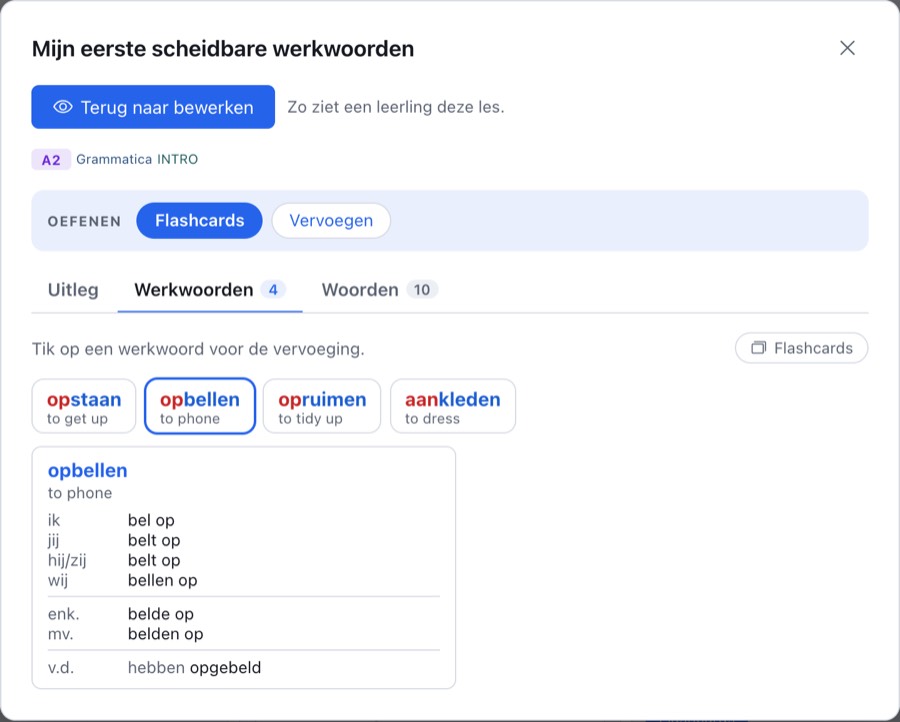 Mijn eerste scheidbare werkwoorden
Terug naar bewerken
Zo ziet een leerling deze les.
A2 Grammatica INTRO
OEFENEN Flashcards Vervoegen
Uitleg Werkwoorden 4 Woorden 10
Tik op een werkwoord voor de vervoeging.
Flashcards
opstaan
to get up
opbellen
to phone
opruimen
to tidy up
aankleden
to dress
opbellen
to phone
ik bel op
jij belt op
hij/zij belt op
wij bellen op
enk. belde op
mv. belden op
v.d. hebben opgebeld